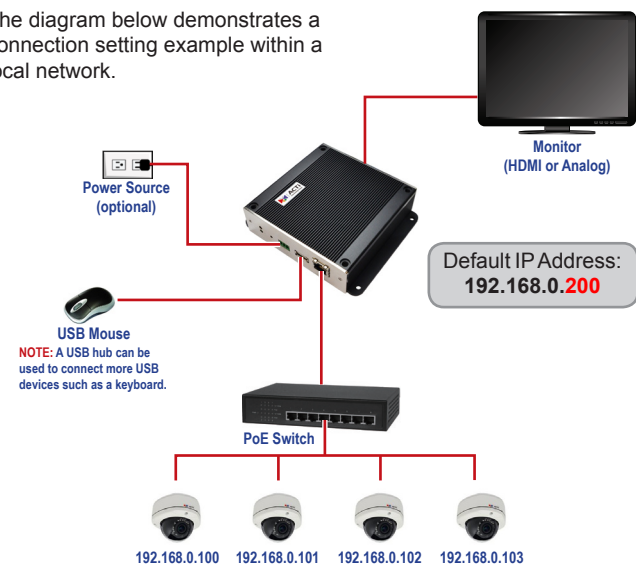 he diagram below demonstrates a
onnection setting example within a
ocal network.
Monitor
(HDMI or Analog)
Power Source
(optional)
ACTi
Default IP Address:
192.168.0.200
USB Mouse
NOTE: A USB hub can be
used to connect more USB
devices such as a keyboard.
PoE Switch
192.168.0.100 192.168.0.101 192.168.0.102 192.168.0.103